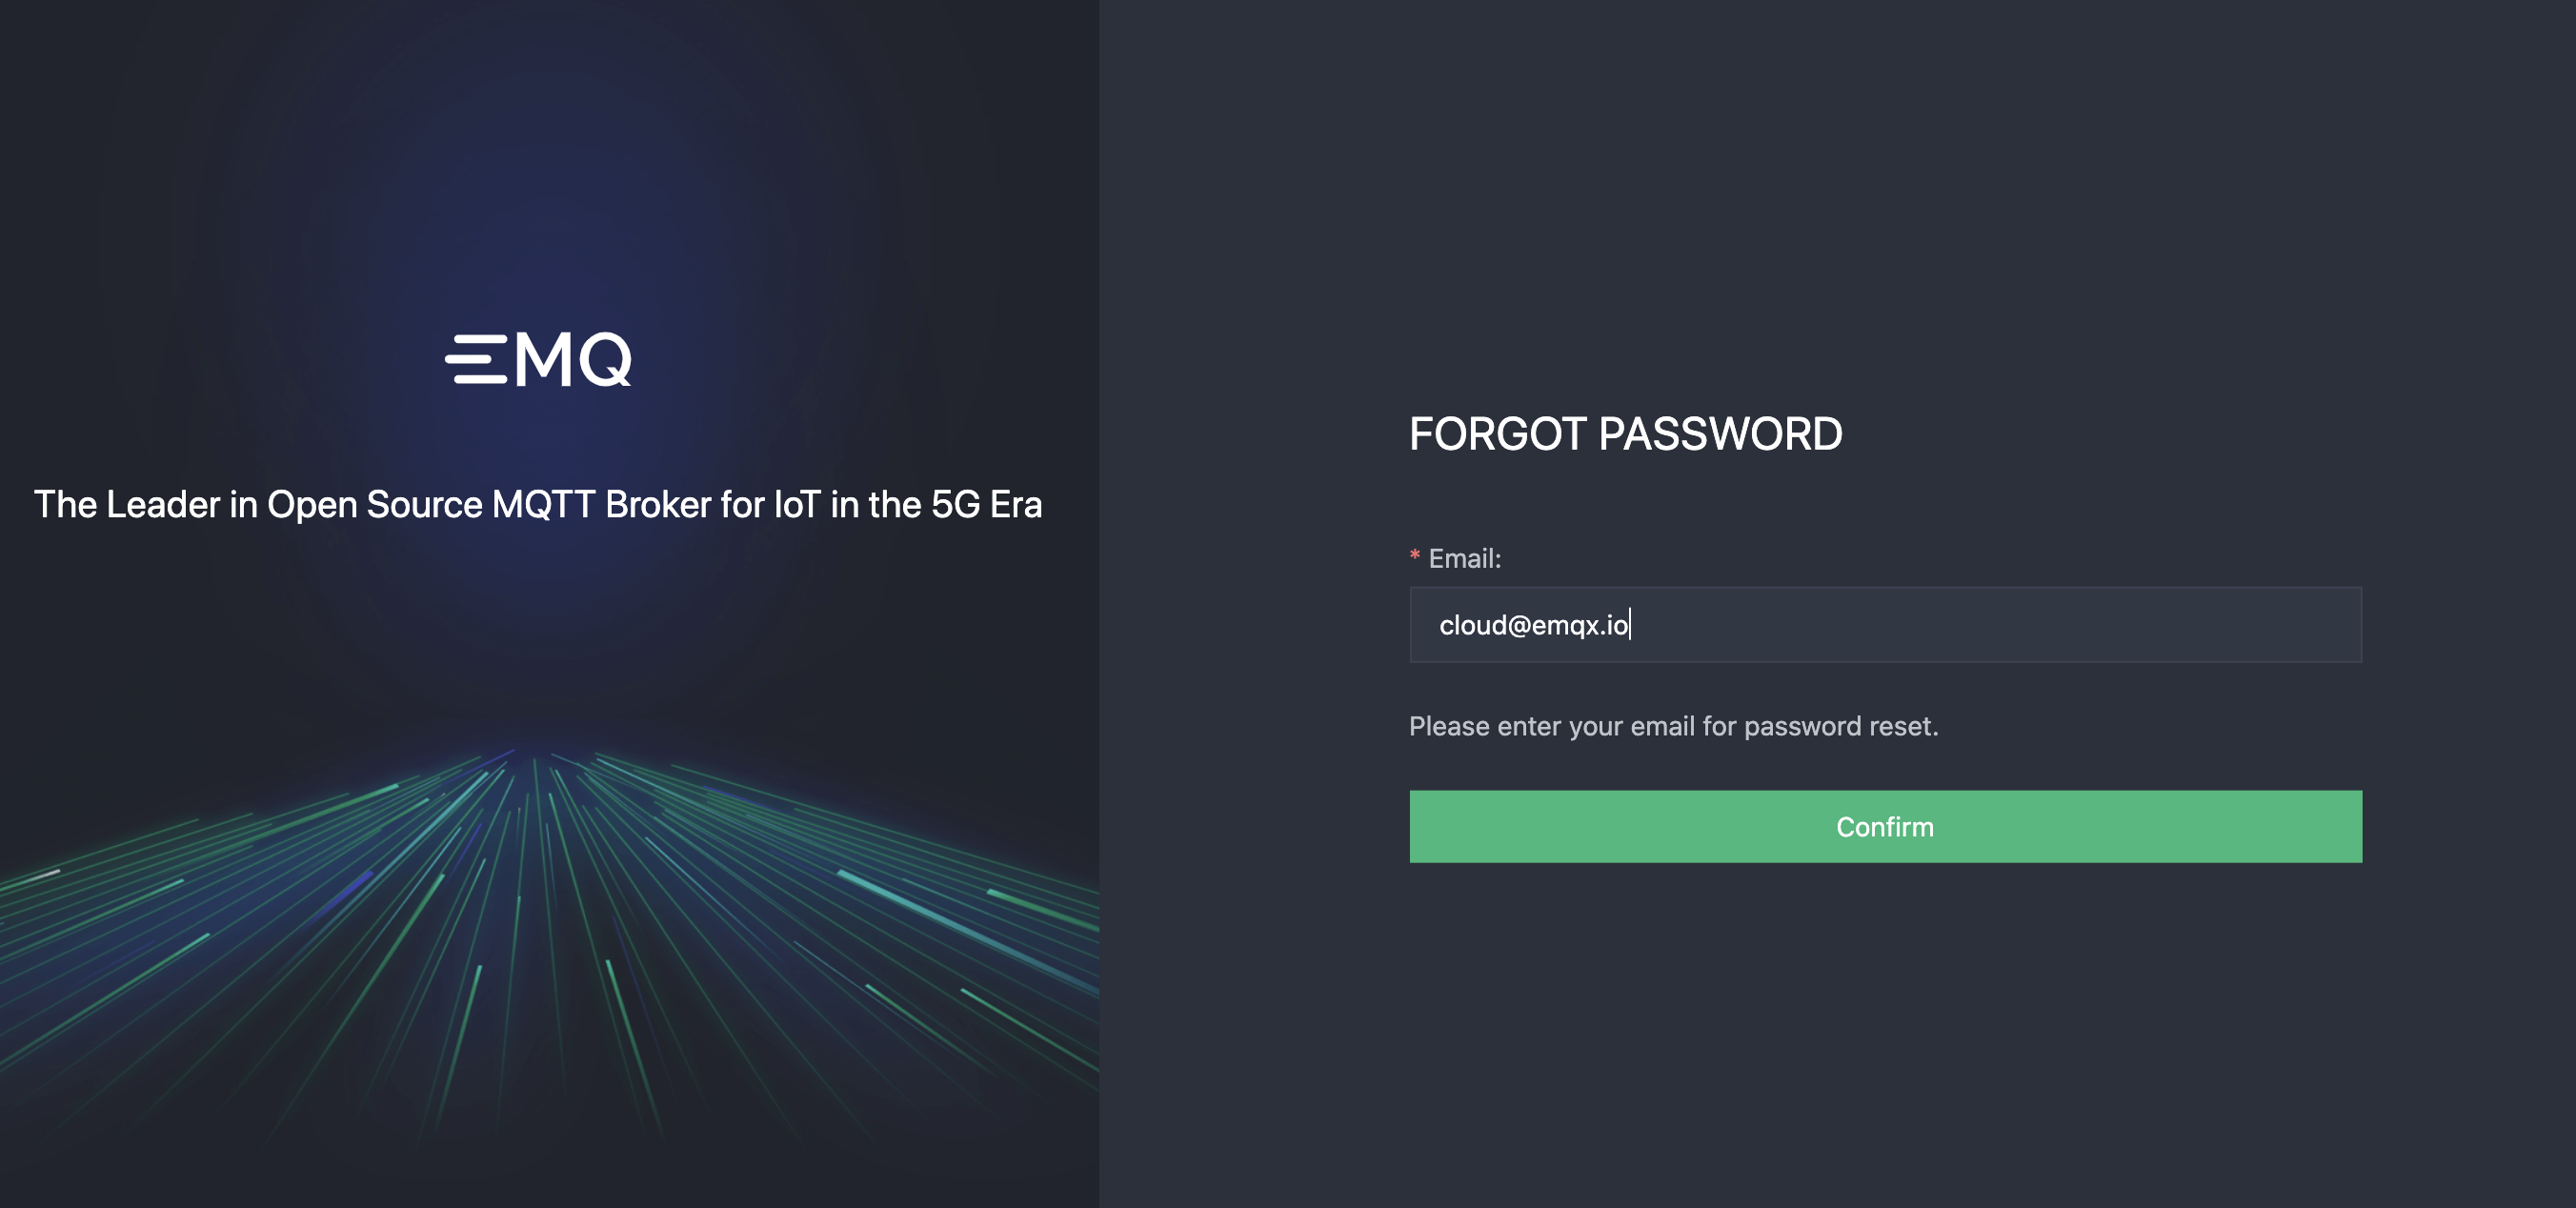 EMQ
The Leader in Open Source MQTT Broker for IoT in the 5G Era
FORGOT PASSWORD
* Email:
cloud@emqx.io
Please enter your email for password reset.
Confirm